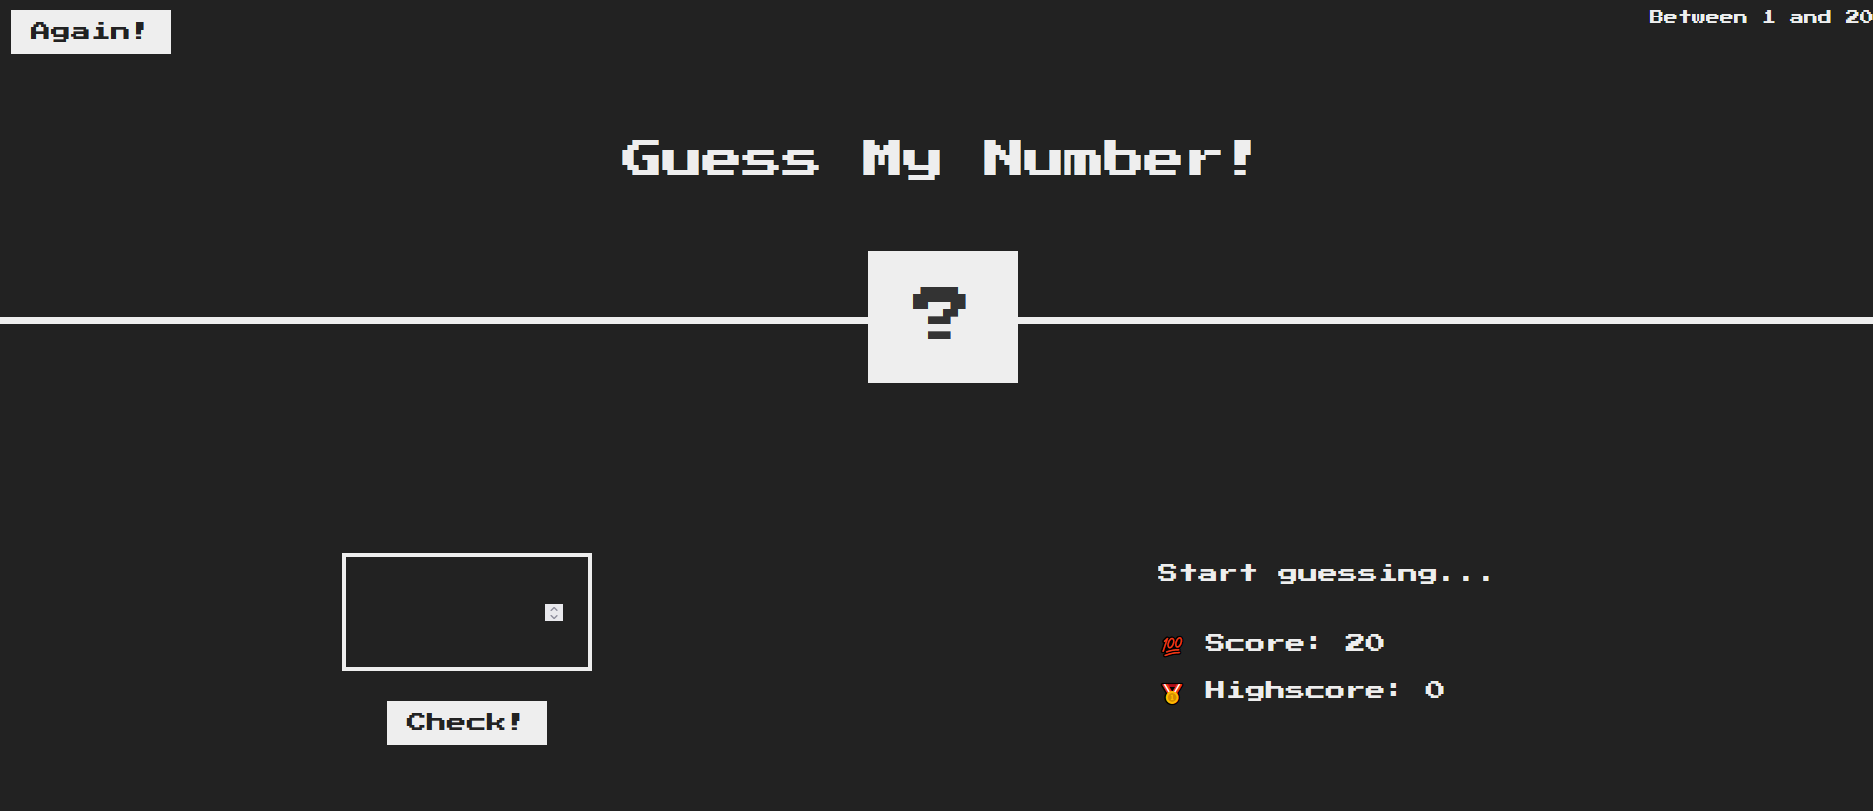 Again!
Between 1 and 20
Guess My Number!
?
Start guessing...
💯 Score: 20
🥇 Highscore: 0
Check!